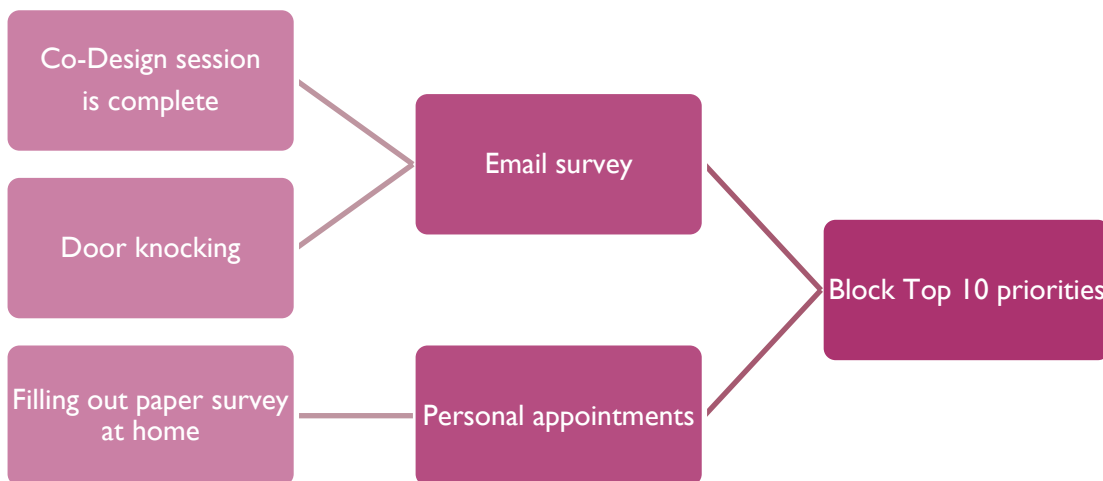 Co-Design session
is complete
Door knocking
Filling out paper survey
at home
Email survey
Personal appointments
Block Top 10 priorities